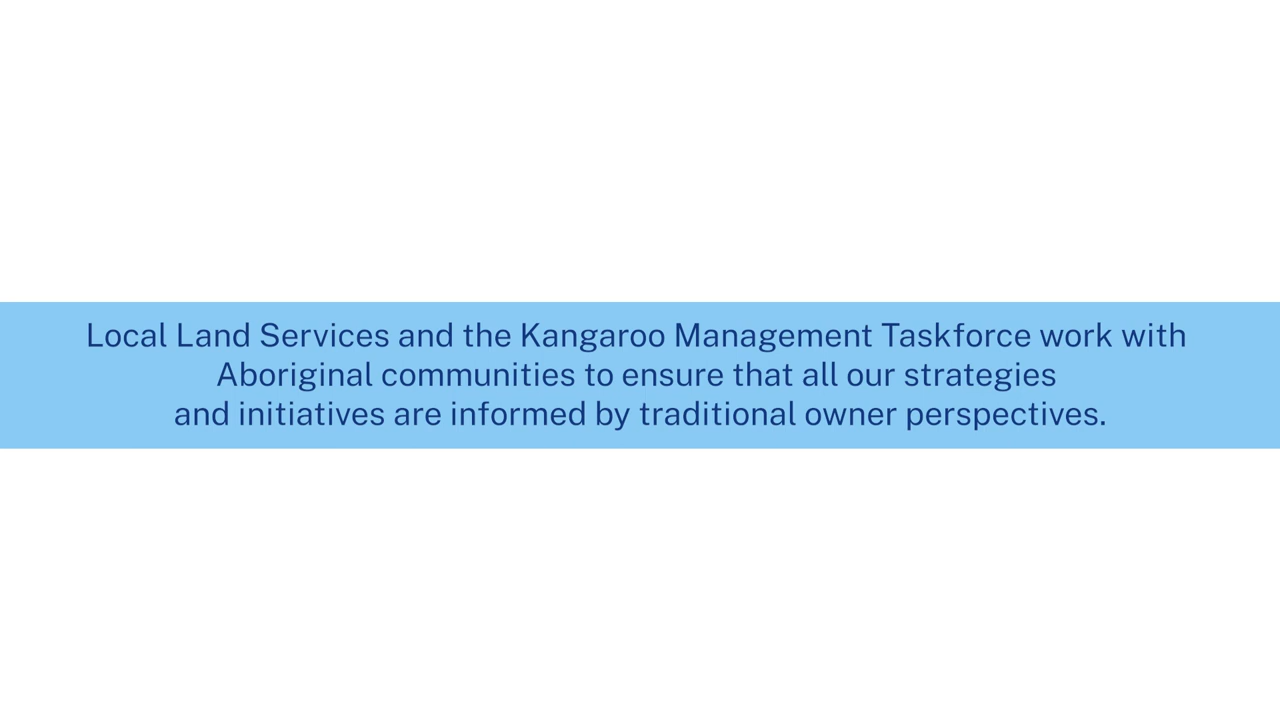 Local Land Services and the Kangaroo Management Taskforce work with
Aboriginal communities to ensure that all our strategies
and initiatives are informed by traditional owner perspectives.